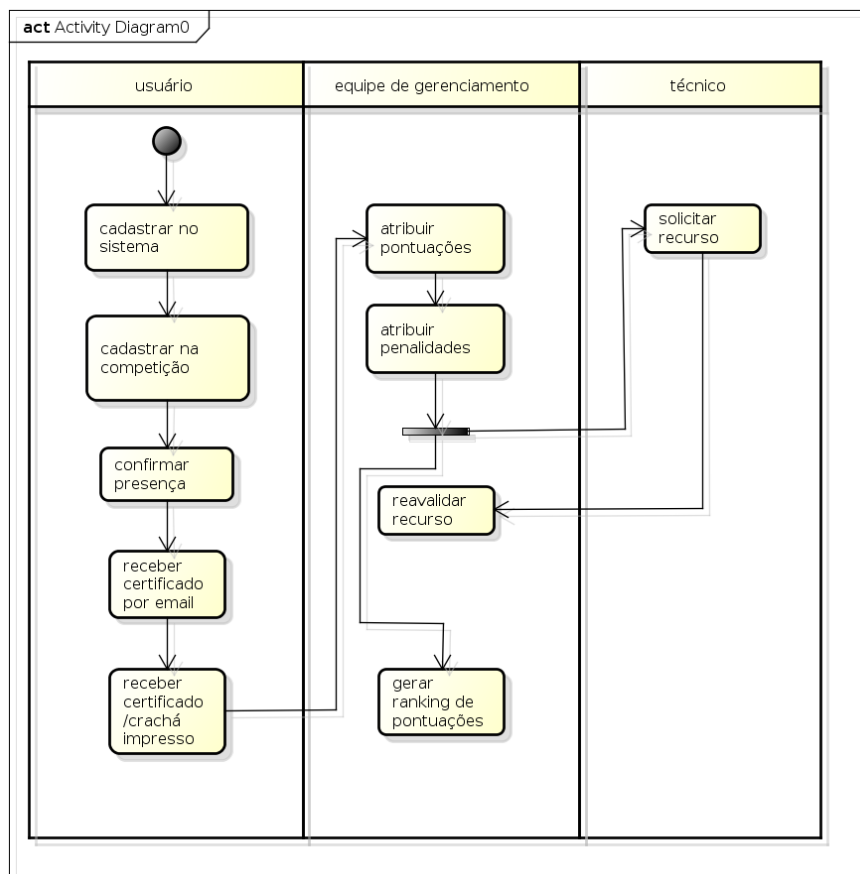 act Activity Diagram0
usuário
equipe de gerenciamento
técnico
cadastrar no
sistema
cadastrar na
competição
confirmar
presença
receber
certificado
por email
receber
certificado
/crachá
impresso
atribuir
pontuações
atribuir
penalidades
reavalidar
recurso
gerar
ranking de
pontuações
solicitar
recurso